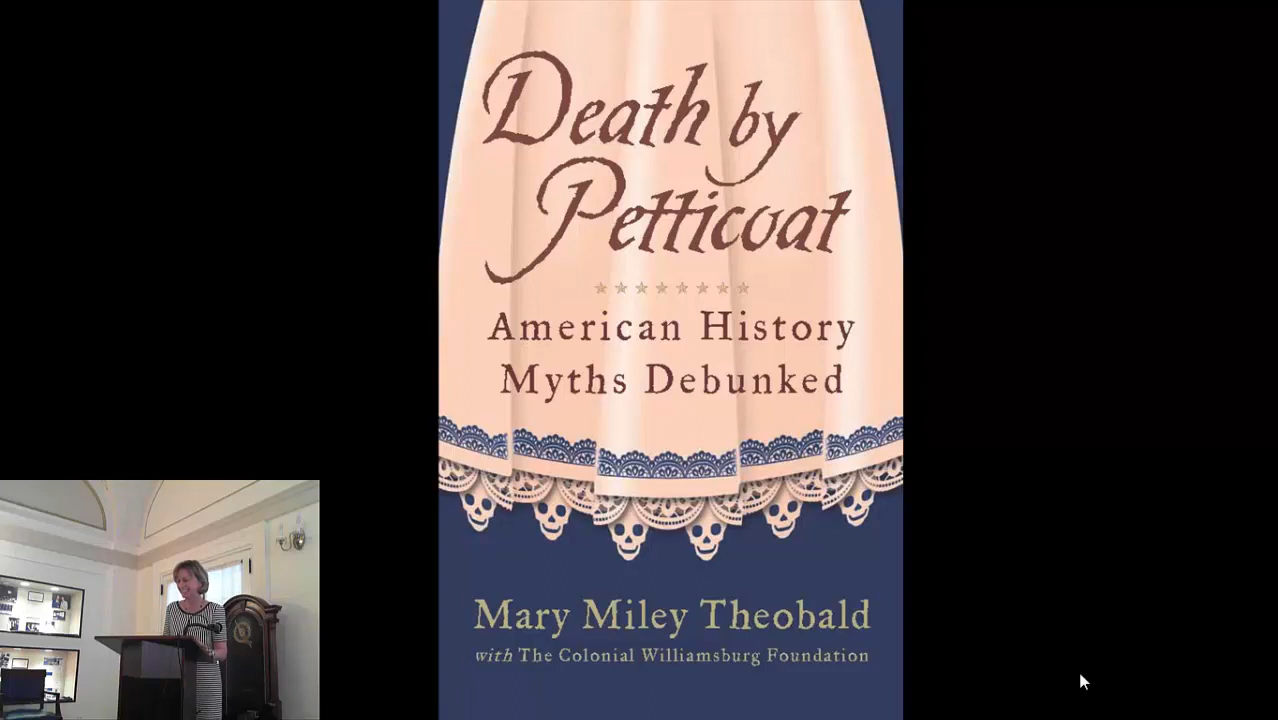 Death by
Petticoat
American History
Myths Debunked
Mary Miley Theobald
with The Colonial Williamsburg Foundation